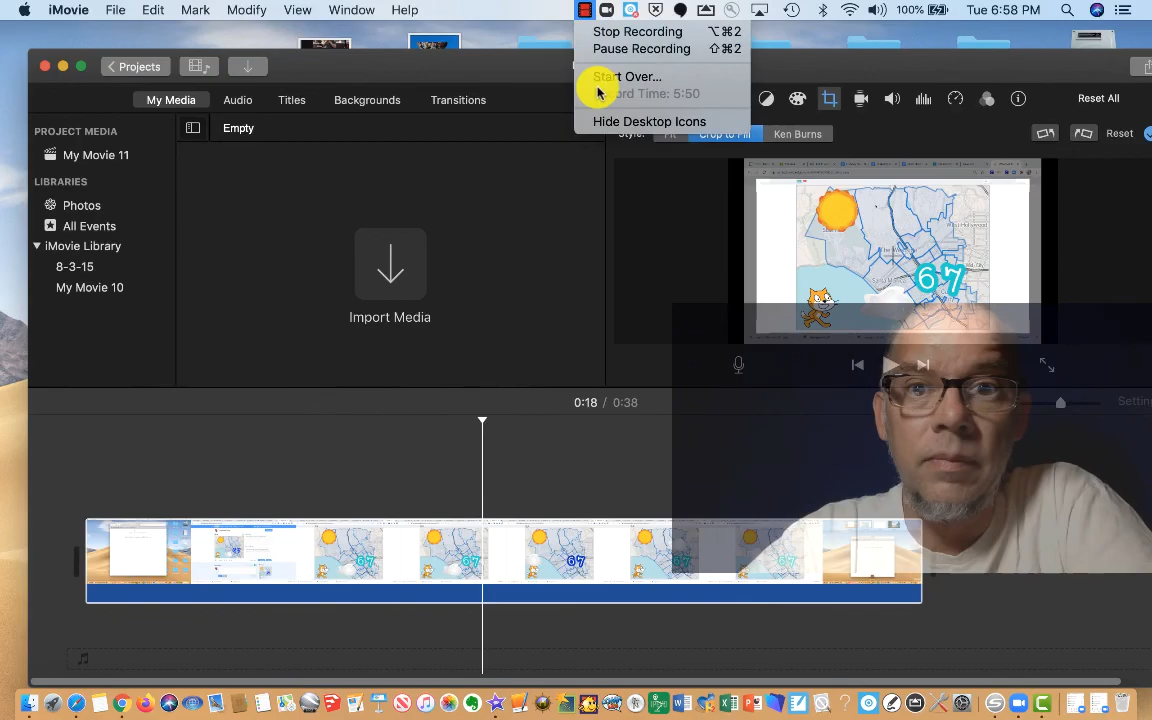 iMovie File Edit Mark Modify View Window Help 100% Tue 6:58 PM
Stop Recording ⌥⌘2
Pause Recording ⇧⌘2
Start Over...
Record Time: 5:50
Hide Desktop Icons
Projects
My Media Audio Titles Backgrounds Transitions Reset All
PROJECT MEDIA Empty
Style: Fit Crop to Fill Ken Burns Reset
My Movie 11
LIBRARIES
Photos
All Events
iMovie Library
8-3-15
My Movie 10
67
Import Media
0:18 / 0:38